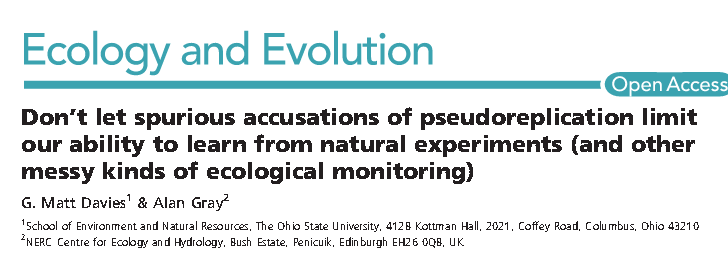 Ecology and Evolution
Open Access
Don't let spurious accusations of pseudoreplication limit
our ability to learn from natural experiments (and other
messy kinds of ecological monitoring)
G. Matt Davies1 & Alan Gray2
1School of Environment and Natural Resources, The Ohio State University, 412B Kottman Hall, 2021, Coffey Road, Columbus, Ohio 43210
2NERC Centre for Ecology and Hydrology, Bush Estate, Penicuik, Edinburgh EH26 0QB, UK